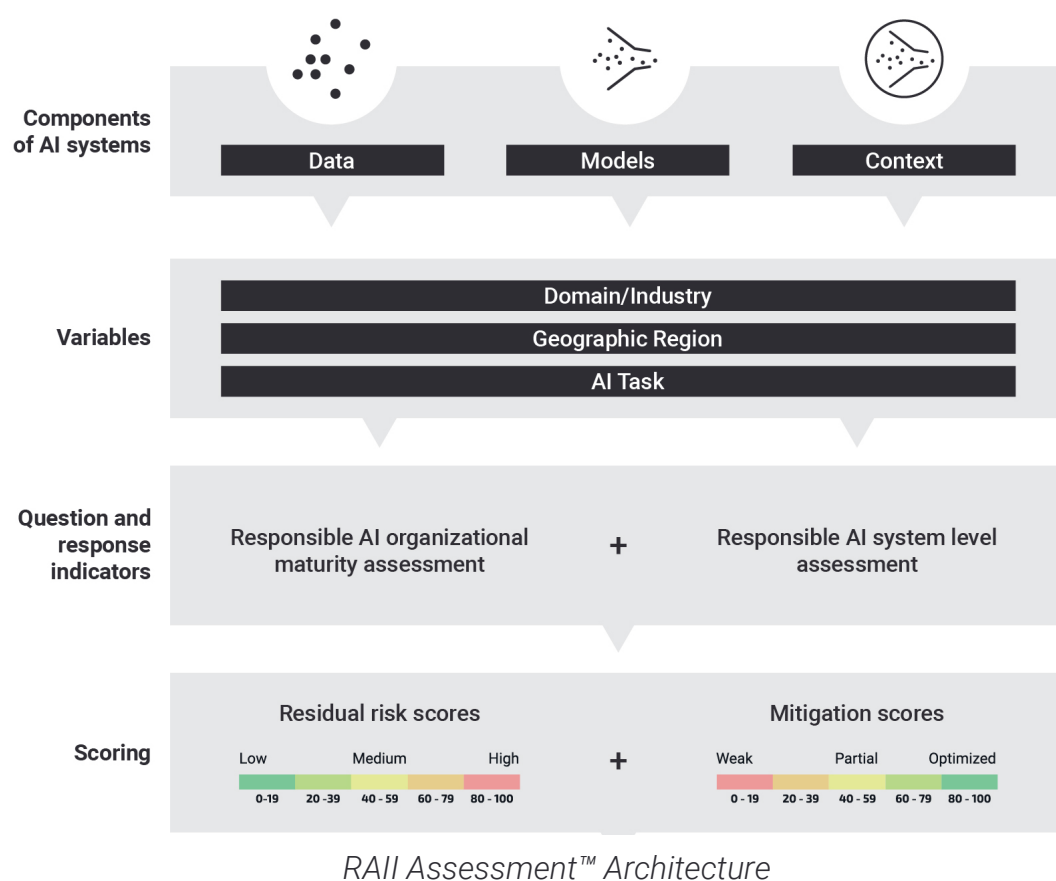 Components
of AI systems
Data
Models
Context
Variables
Domain/Industry
Geographic Region
AI Task
Question and
response
indicators
Responsible AI organizational
maturity assessment
+
Responsible AI system level
assessment
Scoring
Residual risk scores
Low Medium High
0-19 20 -39 40 - 59 60 - 79 80 - 100
+
Mitigation scores
Weak Partial Optimized
0 - 19 20 - 39 40 – 59 60 – 79 80 - 100
RAII Assessment™ Architecture